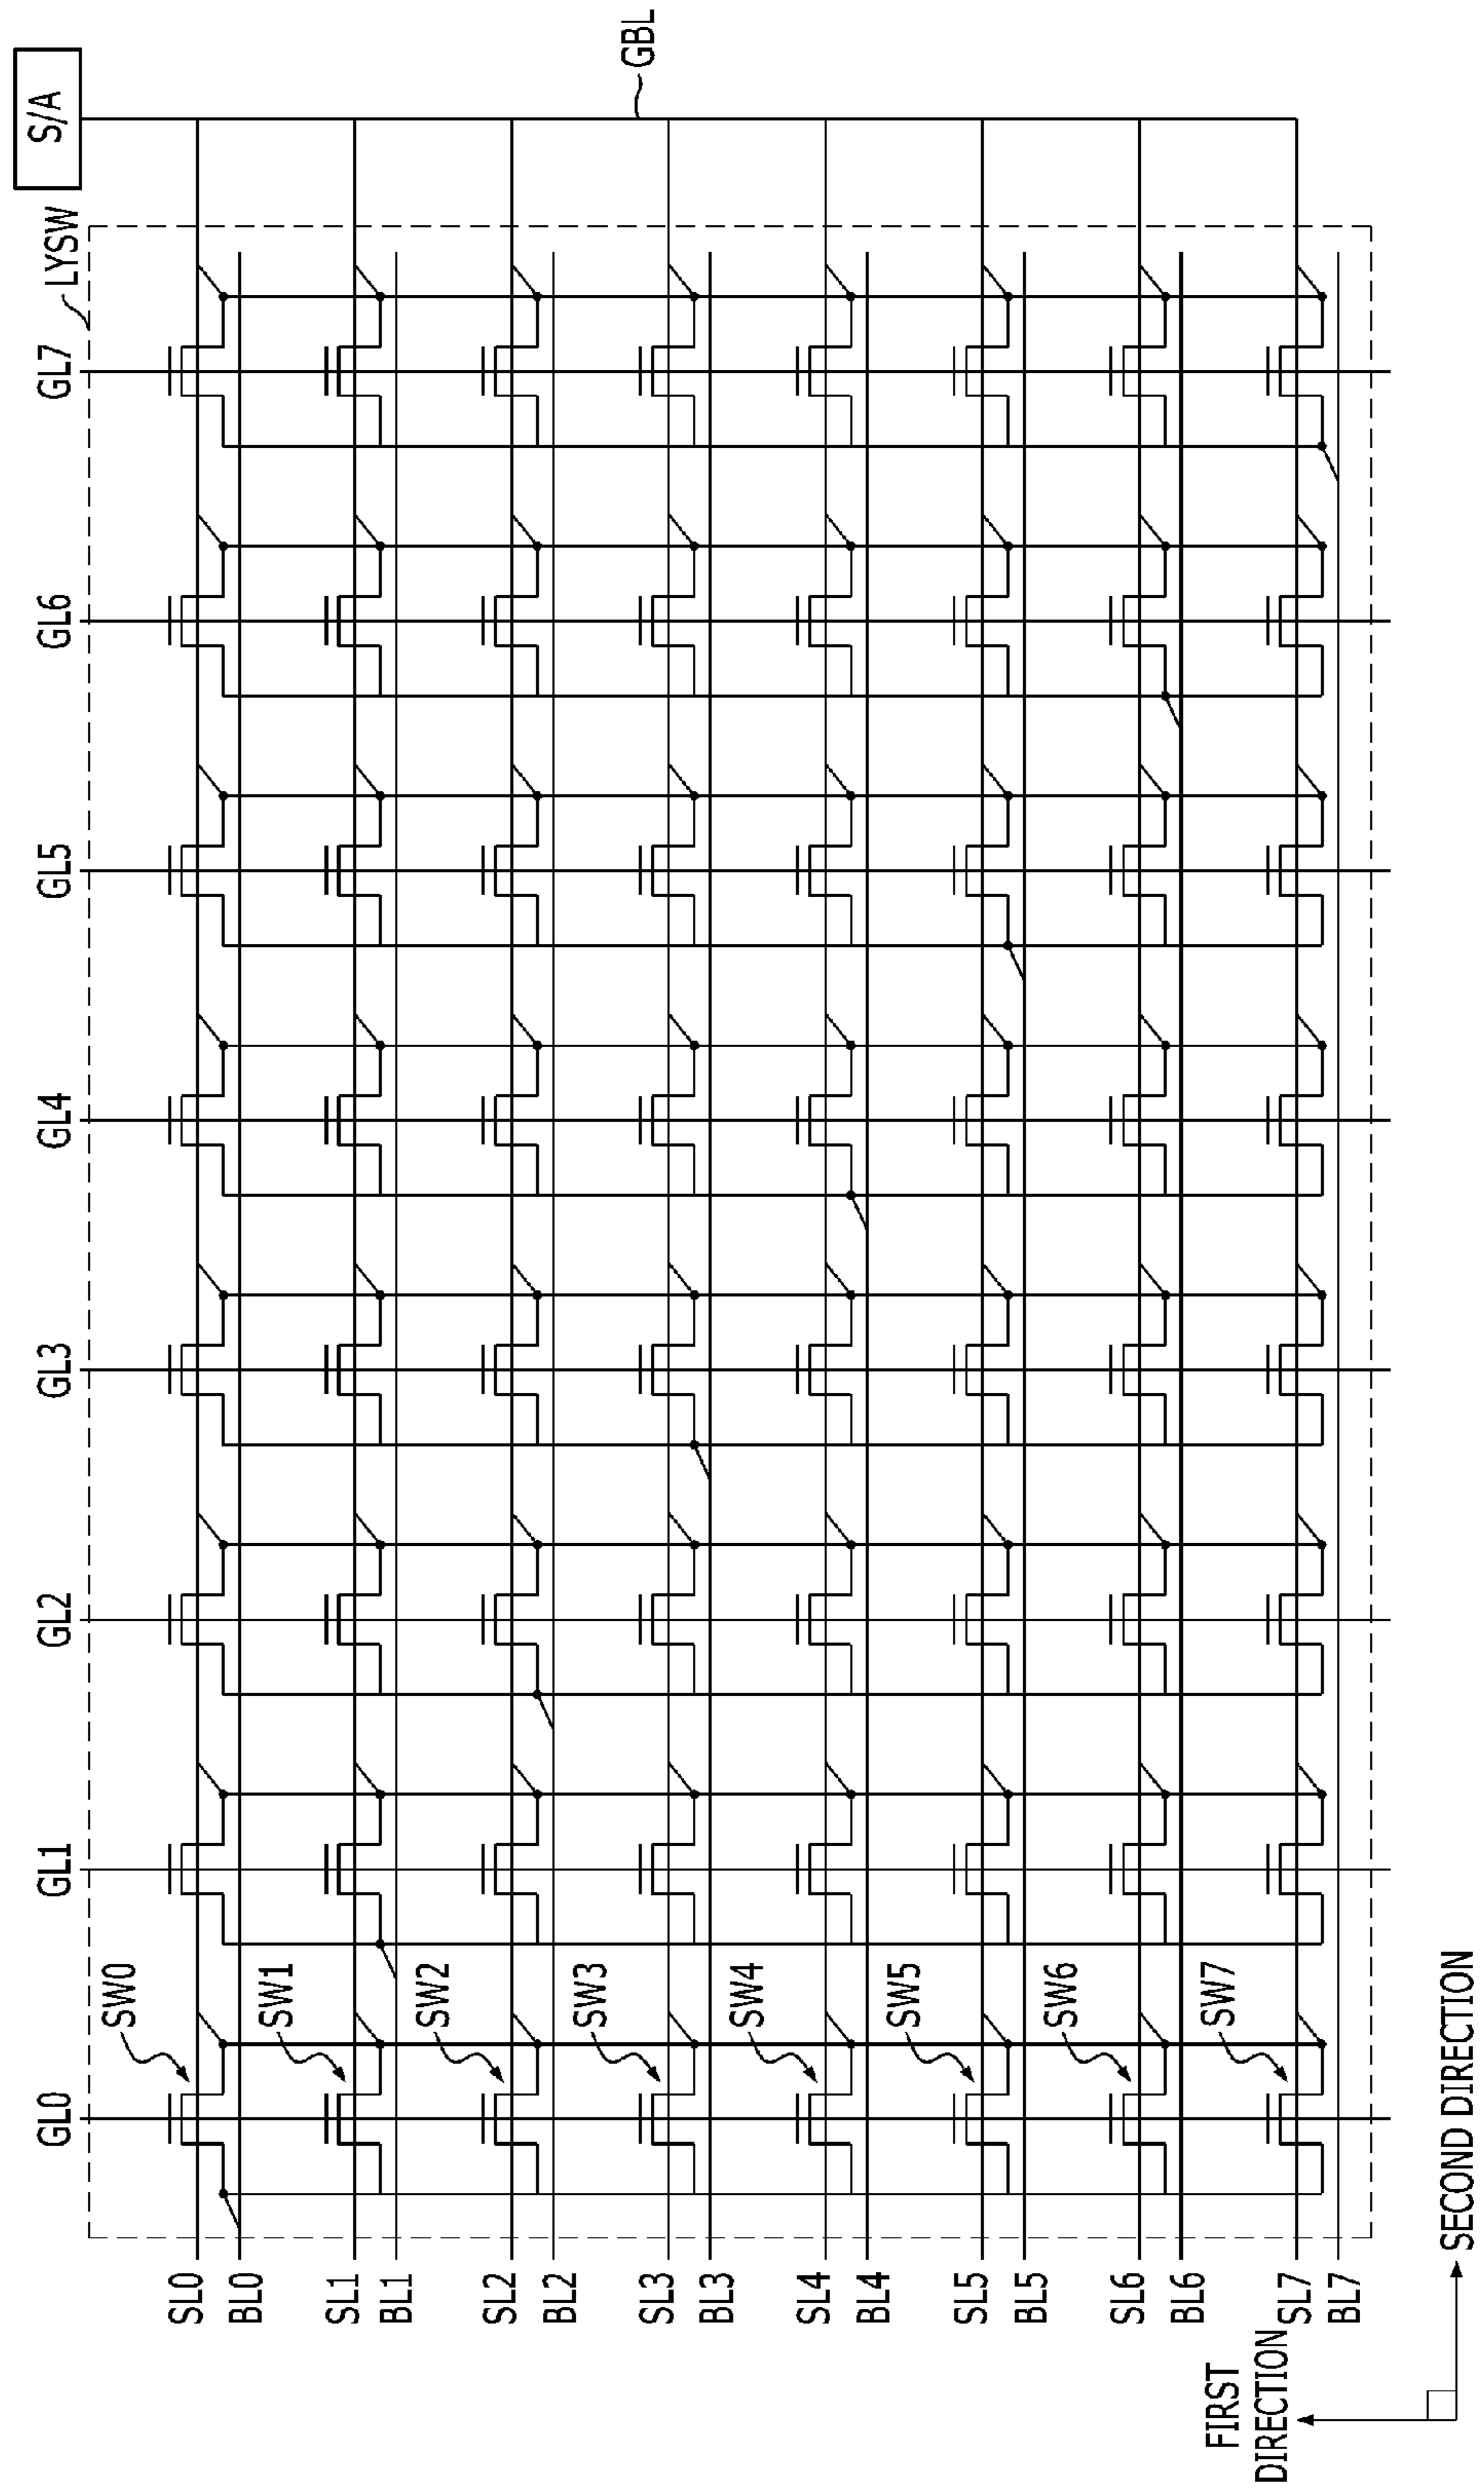 S/A
GBL
LYSW
GL0 GL1 GL2 GL3 GL4 GL5 GL6 GL7
SW0
SW1
SW2
SW3
SW4
SW5
SW6
SW7
SL0
BL0
SL1
BL1
SL2
BL2
SL3
BL3
SL4
BL4
SL5
BL5
SL6
BL6
SL7
BL7
FIRST
DIRECTION
SECOND DIRECTION